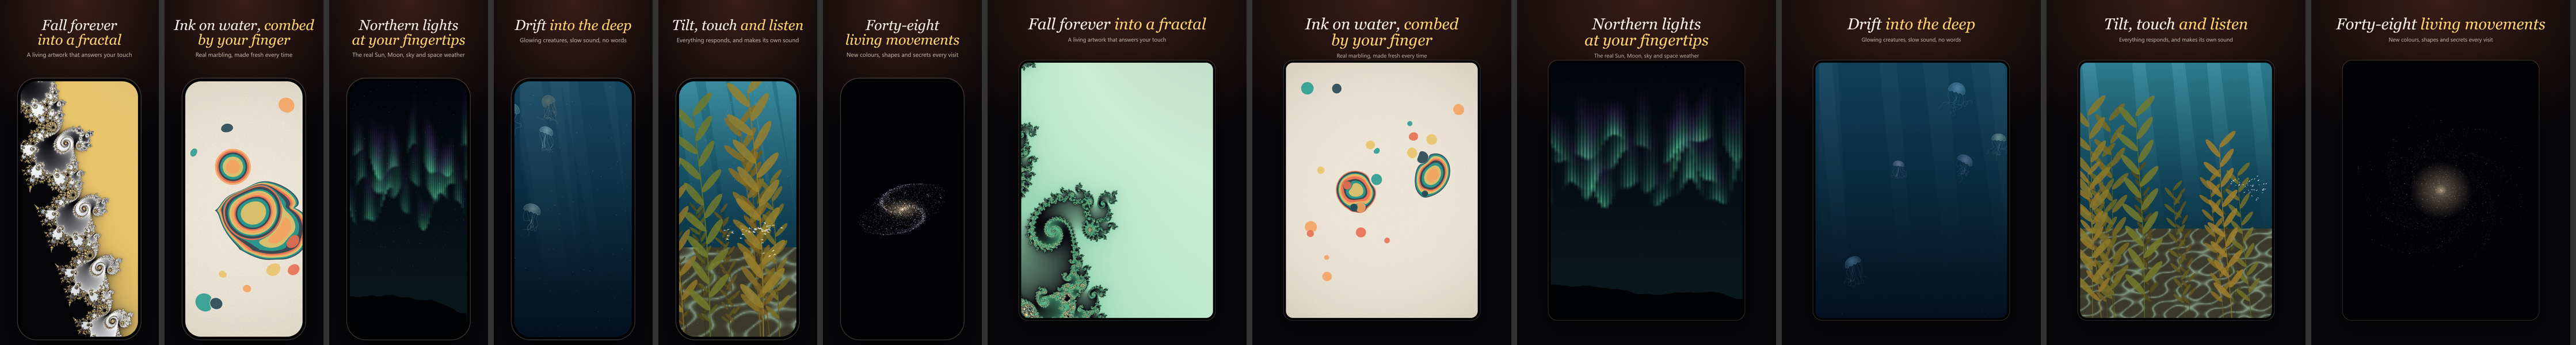 Fall forever
into a fractal
A living artwork that answers your touch
Ink on water, combed
by your finger
Real marbling, made fresh every time
Northern lights
at your fingertips
The real Sun, Moon, sky and space weather
Drift into the deep
Glowing creatures, slow sound, no words
Tilt, touch and listen
Everything responds, and makes its own sound
Forty-eight
living movements
New colours, shapes and secrets every visit
Fall forever into a fractal
A living artwork that answers your touch
Ink on water, combed
by your finger
Real marbling, made fresh every time
Northern lights
at your fingertips
The real Sun, Moon, sky and space weather
Drift into the deep
Glowing creatures, slow sound, no words
Tilt, touch and listen
Everything responds, and makes its own sound
Forty-eight living movements
New colours, shapes and secrets every visit